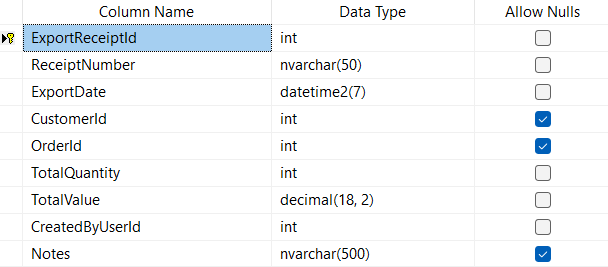 Column Name Data Type Allow Nulls
ExportReceiptId int
ReceiptNumber nvarchar(50)
ExportDate datetime2(7)
CustomerId int
OrderId int
TotalQuantity int
TotalValue decimal(18, 2)
CreatedByUserId int
Notes nvarchar(500)